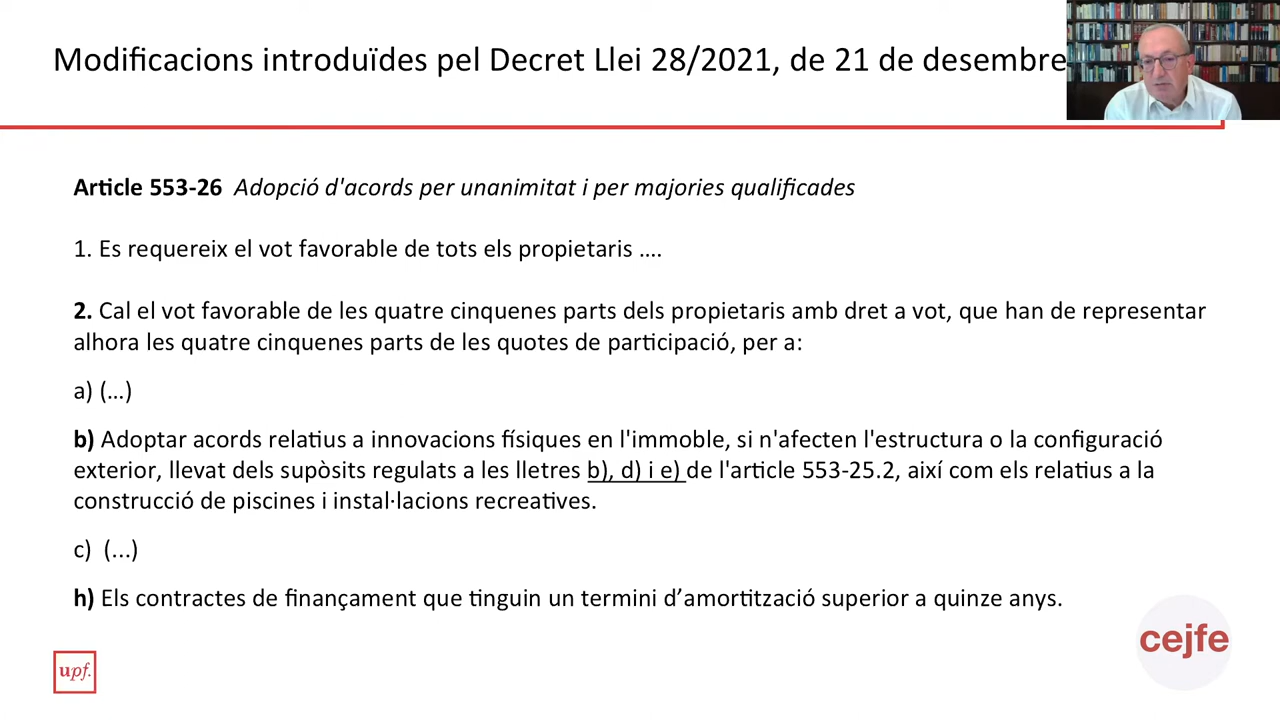 Modificacions introduïdes pel Decret Llei 28/2021, de 21 de desembre
Article 553-26 Adopció d'acords per unanimitat i per majories qualificades
1. Es requereix el vot favorable de tots els propietaris ....
2. Cal el vot favorable de les quatre cinquenes parts dels propietaris amb dret a vot, que han de representar
alhora les quatre cinquenes parts de les quotes de participació, per a:
a) (…)
b) Adoptar acords relatius a innovacions físiques en l'immoble, si n'afecten l'estructura o la configuració
exterior, llevat dels supòsits regulats a les lletres b), d) i e) de l'article 553-25.2, així com els relatius a la
construcció de piscines i instal·lacions recreatives.
c) (...)
h) Els contractes de finançament que tinguin un termini d’amortització superior a quinze anys.
cejfe
upf.